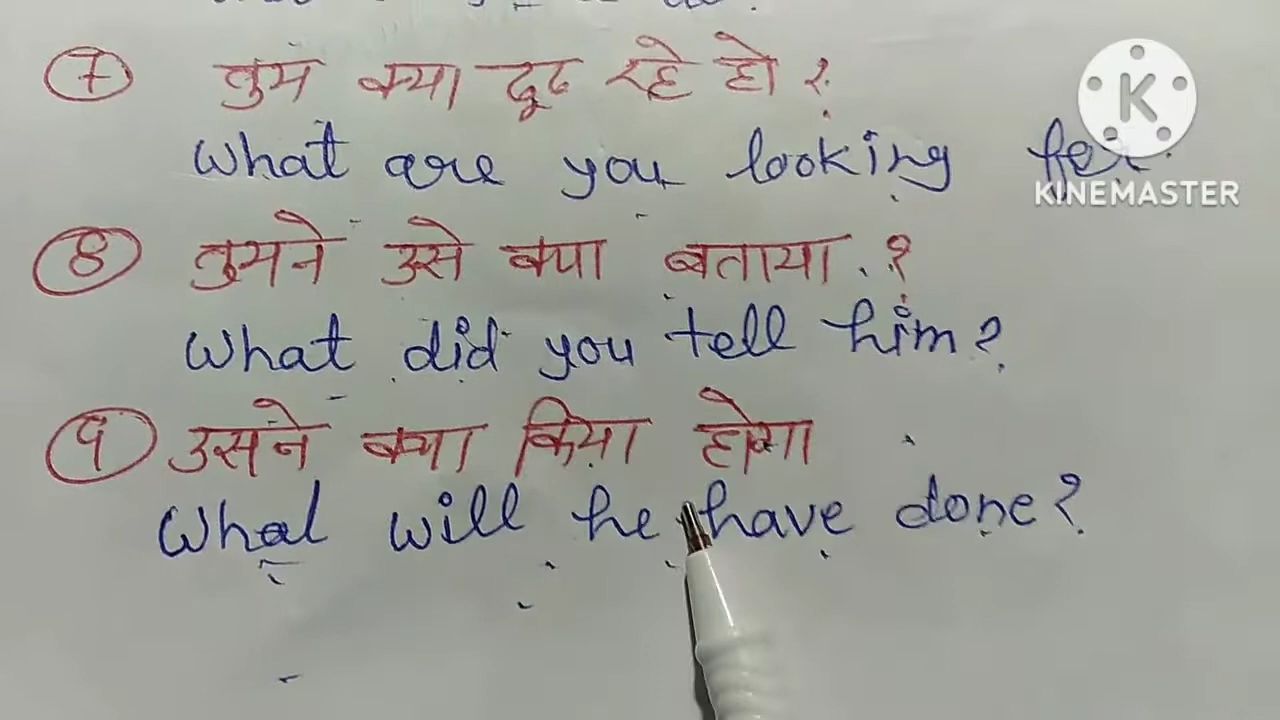 7 तुम क्या ढूढ रहे हो ?
What are you looking for
8 तुमने उसे क्या बताया . ?
What did you tell him?
9 उसने क्या किया होगा
What will he have done?
K
KINEMASTER